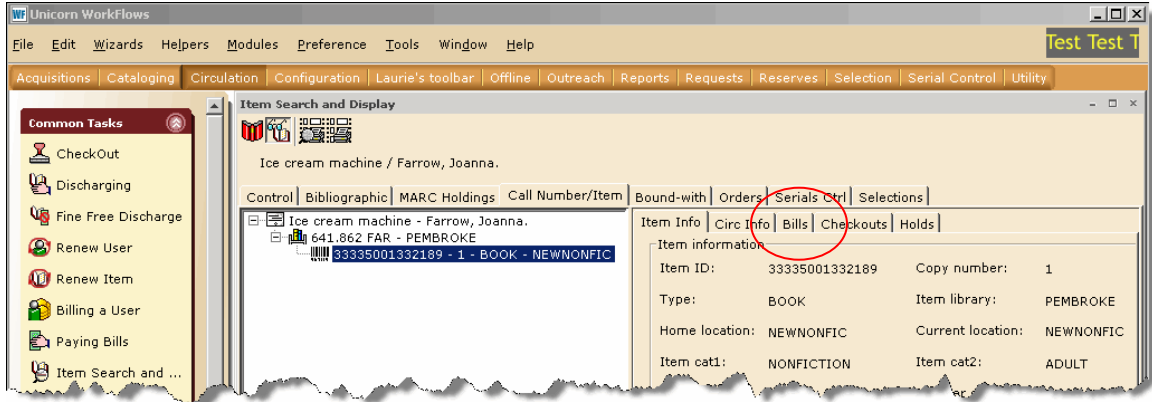 WF Unicorn WorkFlows
File Edit Wizards Helpers Modules Preference Tools Window Help
Test Test T
Acquisitions Cataloging Circulation Configuration Laurie's toolbar Offline Outreach Reports Requests Reserves Selection Serial Control Utility
Common Tasks
CheckOut
Discharging
Fine Free Discharge
Renew User
Renew Item
Billing a User
Paying Bills
Item Search and ...
Item Search and Display
Ice cream machine / Farrow, Joanna.
Control Bibliographic MARC Holdings Call Number/Item Bound-with Orders Serials Ctrl Selections
Ice cream machine - Farrow, Joanna.
641.862 FAR - PEMBROKE
33335001332189 - 1 - BOOK - NEWNONFIC
Item Info Circ Info Bills Checkouts Holds
Item information
Item ID: 33335001332189 Copy number: 1
Type: BOOK Item library: PEMBROKE
Home location: NEWNONFIC Current location: NEWNONFIC
Item cat1: NONFICTION Item cat2: ADULT